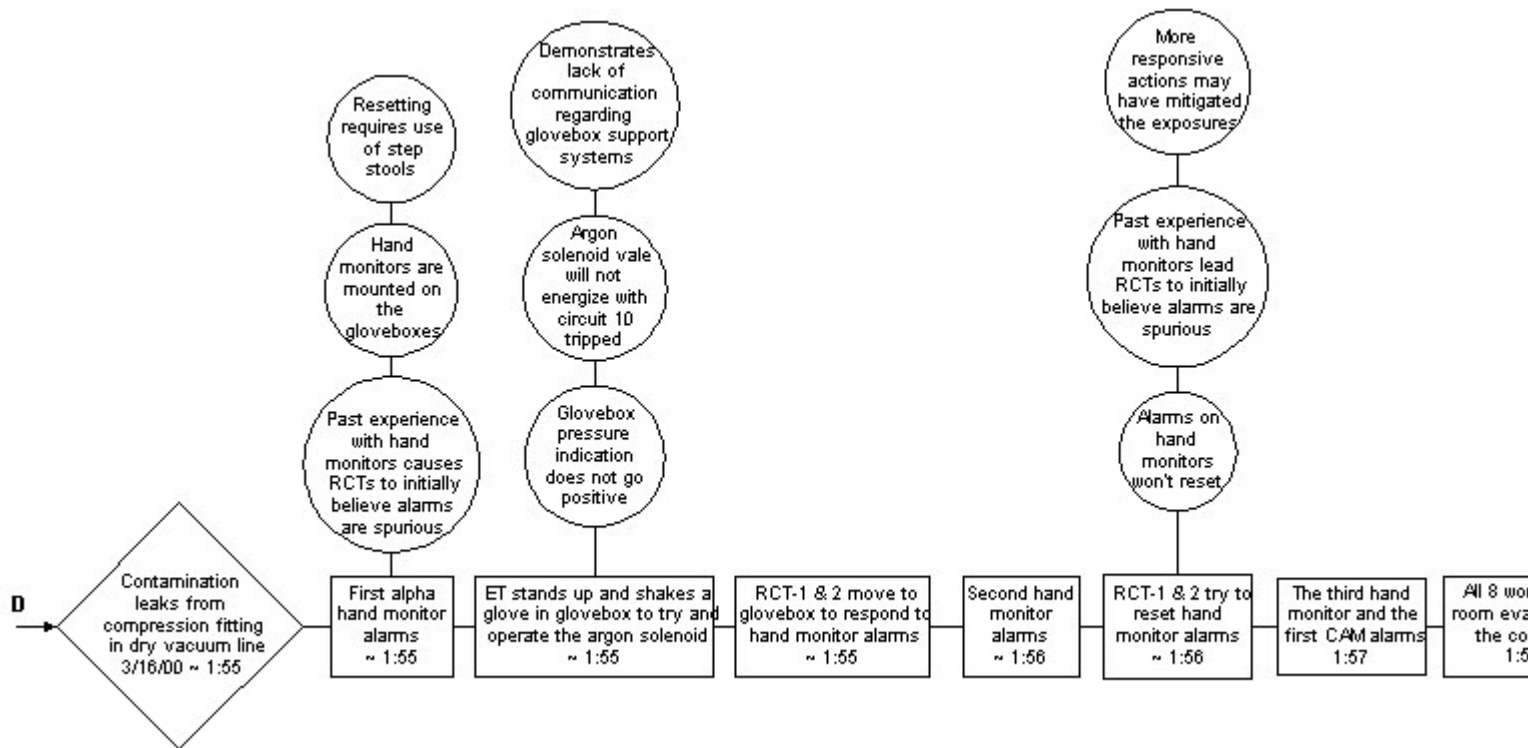 Resetting
requires use
of step
stools
Hand
monitors are
mounted on
the
gloveboxes
Past experience
with hand
monitors causes
RCTs to initially
believe alarms
are spurious
Demonstrates
lack of
communication
regarding
glovebox support
systems
Argon
solenoid vale
will not
energize with
circuit 10
tripped
Glovebox
pressure
indication
does not go
positive
More
responsive
actions may
have mitigated
the exposures
Past experience
with hand
monitors lead
RCTs to initially
believe alarms are
spurious
Alarms on
hand
monitors
won't reset
D
Contamination
leaks from
compression fitting
in dry vacuum line
3/16/00 ~ 1:55
First alpha
hand monitor
alarms
~ 1:55
ET stands up and shakes a
glove in glovebox to try and
operate the argon solenoid
~ 1:55
RCT-1 & 2 move to
glovebox to respond to
hand monitor alarms
~ 1:55
Second hand
monitor
alarms
~ 1:56
RCT-1 & 2 try to
reset hand
monitor alarms
~ 1:56
The third hand
monitor and the
first CAM alarms
1:57
All 8
room
the